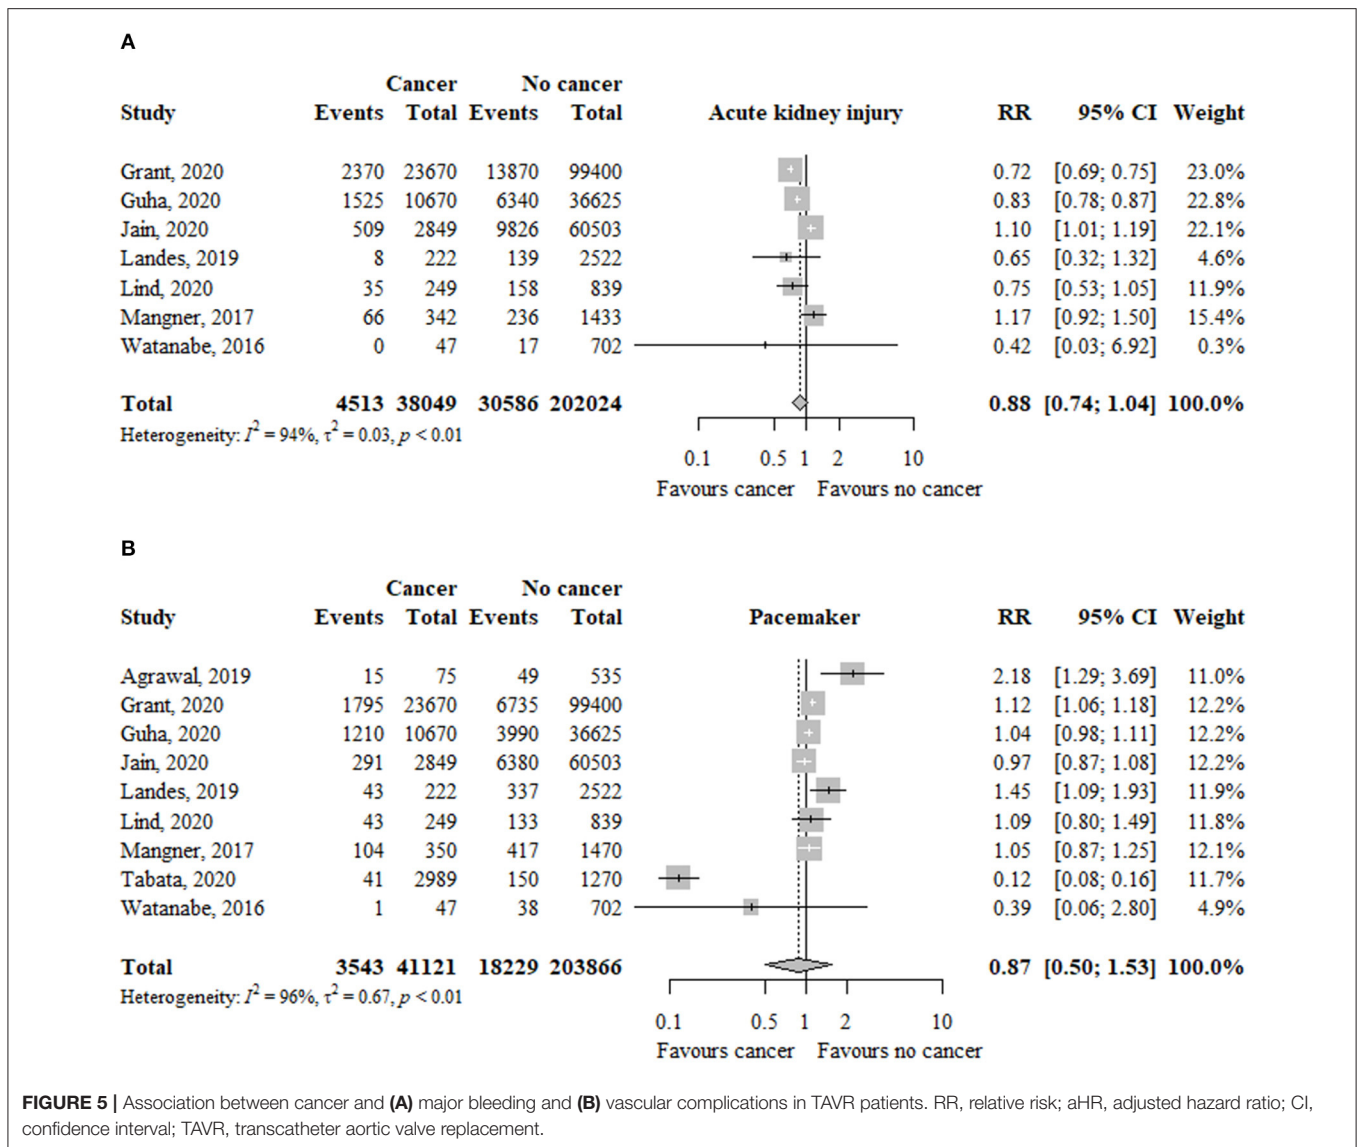 A
Cancer No cancer
Study Events Total Events Total Acute kidney injury RR 95% CI Weight
Grant, 2020 2370 23670 13870 99400 0.72 [0.69; 0.75] 23.0%
Guha, 2020 1525 10670 6340 36625 0.83 [0.78; 0.87] 22.8%
Jain, 2020 509 2849 9826 60503 1.10 [1.01; 1.19] 22.1%
Landes, 2019 8 222 139 2522 0.65 [0.32; 1.32] 4.6%
Lind, 2020 35 249 158 839 0.75 [0.53; 1.05] 11.9%
Mangner, 2017 66 342 236 1433 1.17 [0.92; 1.50] 15.4%
Watanabe, 2016 0 47 17 702 0.42 [0.03; 6.92] 0.3%
Total 4513 38049 30586 202024 0.88 [0.74; 1.04] 100.0%
Heterogeneity: I² = 94%, τ² = 0.03, p < 0.01
0.1 0.5 1 2 10
Favours cancer Favours no cancer
B
Cancer No cancer
Study Events Total Events Total Pacemaker RR 95% CI Weight
Agrawal, 2019 15 75 49 535 2.18 [1.29; 3.69] 11.0%
Grant, 2020 1795 23670 6735 99400 1.12 [1.06; 1.18] 12.2%
Guha, 2020 1210 10670 3990 36625 1.04 [0.98; 1.11] 12.2%
Jain, 2020 291 2849 6380 60503 0.97 [0.87; 1.08] 12.2%
Landes, 2019 43 222 337 2522 1.45 [1.09; 1.93] 11.9%
Lind, 2020 43 249 133 839 1.09 [0.80; 1.49] 11.8%
Mangner, 2017 104 350 417 1470 1.05 [0.87; 1.25] 12.1%
Tabata, 2020 41 2989 150 1270 0.12 [0.08; 0.16] 11.7%
Watanabe, 2016 1 47 38 702 0.39 [0.06; 2.80] 4.9%
Total 3543 41121 18229 203866 0.87 [0.50; 1.53] 100.0%
Heterogeneity: I² = 96%, τ² = 0.67, p < 0.01
0.1 0.5 1 2 10
Favours cancer Favours no cancer
FIGURE 5 | Association between cancer and (A) major bleeding and (B) vascular complications in TAVR patients. RR, relative risk; aHR, adjusted hazard ratio; CI,
confidence interval; TAVR, transcatheter aortic valve replacement.